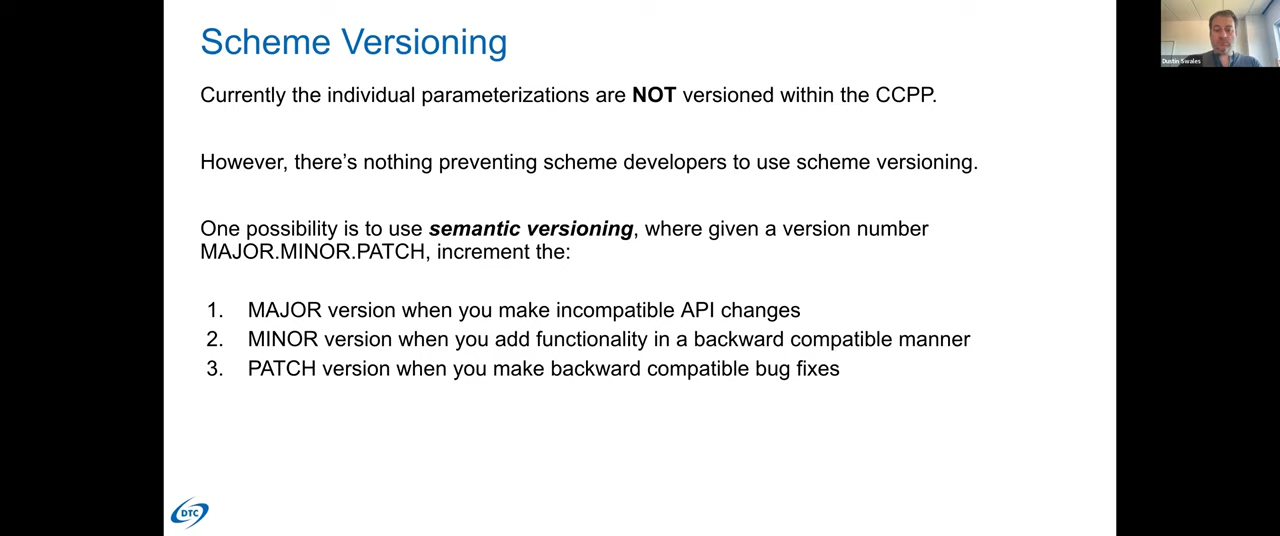 Scheme Versioning
Currently the individual parameterizations are NOT versioned within the CCPP.
However, there's nothing preventing scheme developers to use scheme versioning.
One possibility is to use semantic versioning, where given a version number
MAJOR.MINOR.PATCH, increment the:
1. MAJOR version when you make incompatible API changes
2. MINOR version when you add functionality in a backward compatible manner
3. PATCH version when you make backward compatible bug fixes
DTC
Dustin Swales